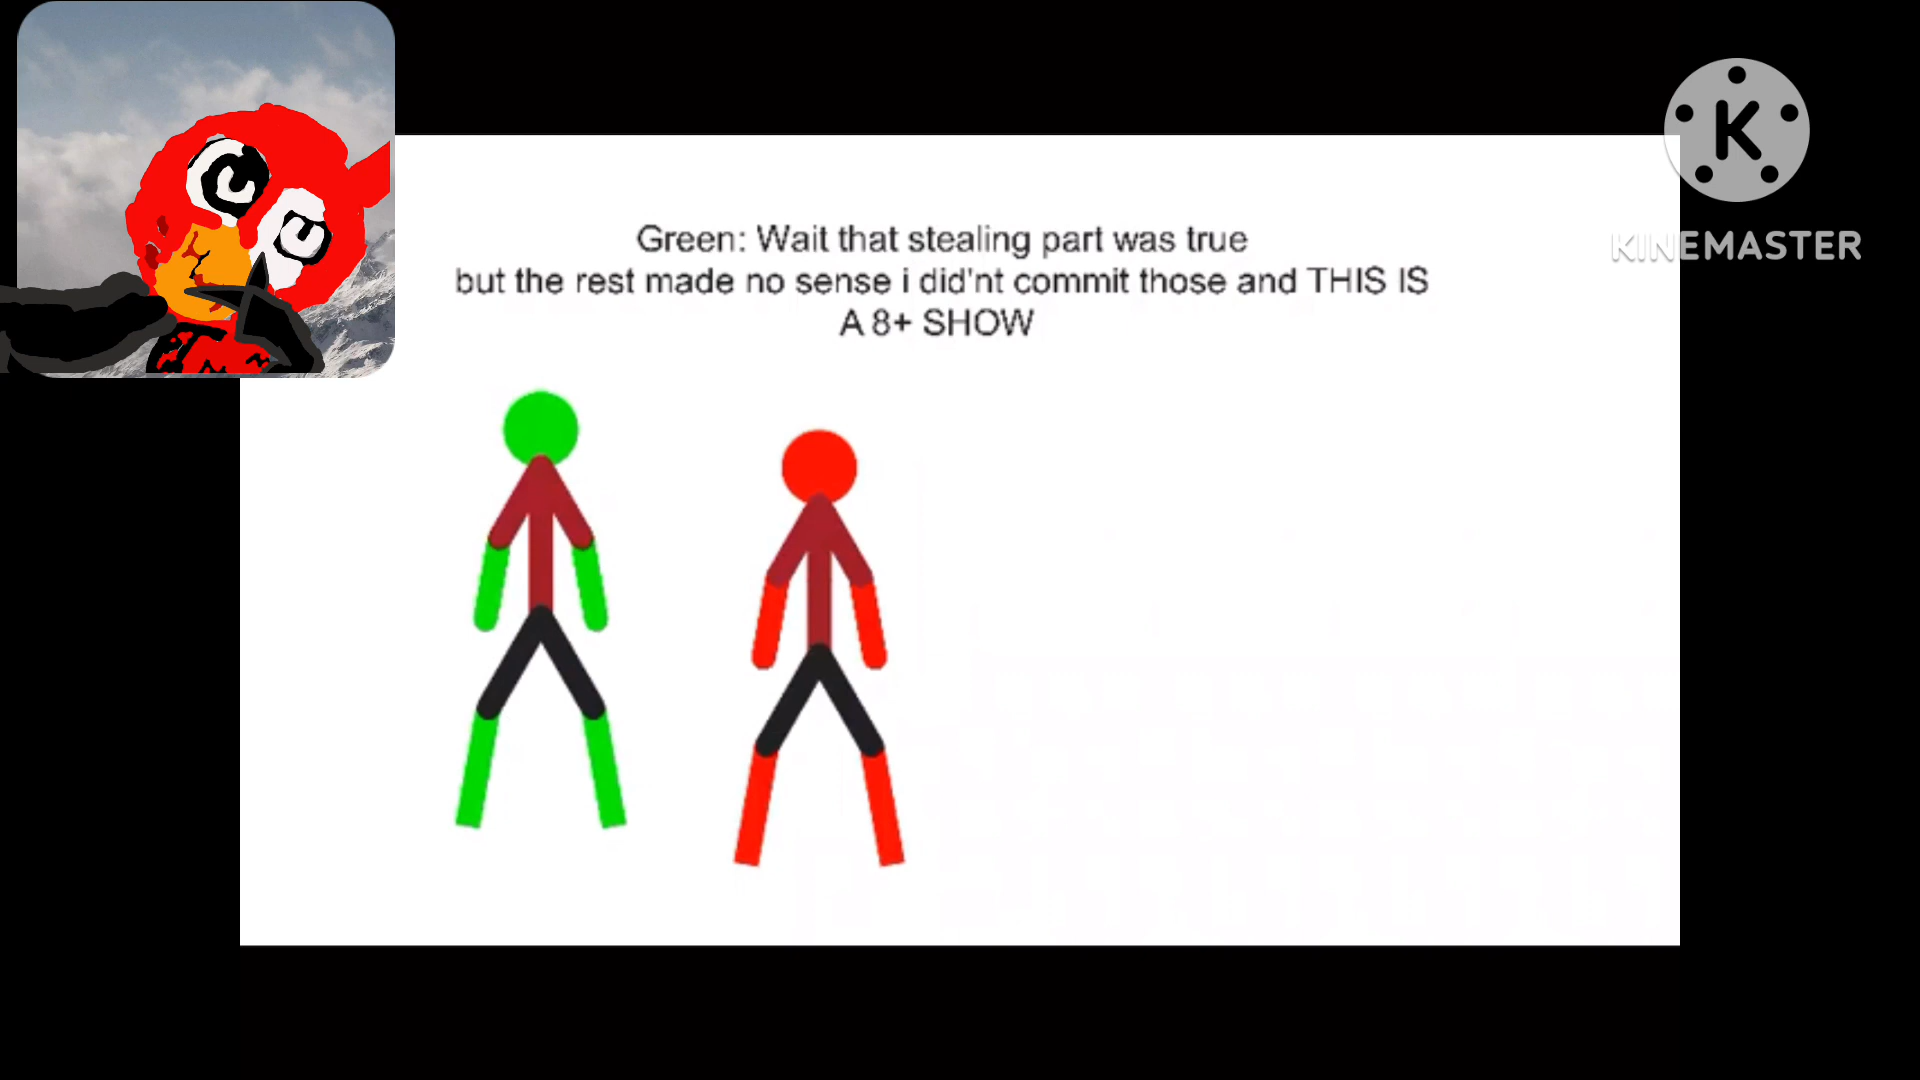 Green: Wait that stealing part was true
but the rest made no sense i did'nt commit those and THIS IS
A 8+ SHOW
K
KINEMASTER